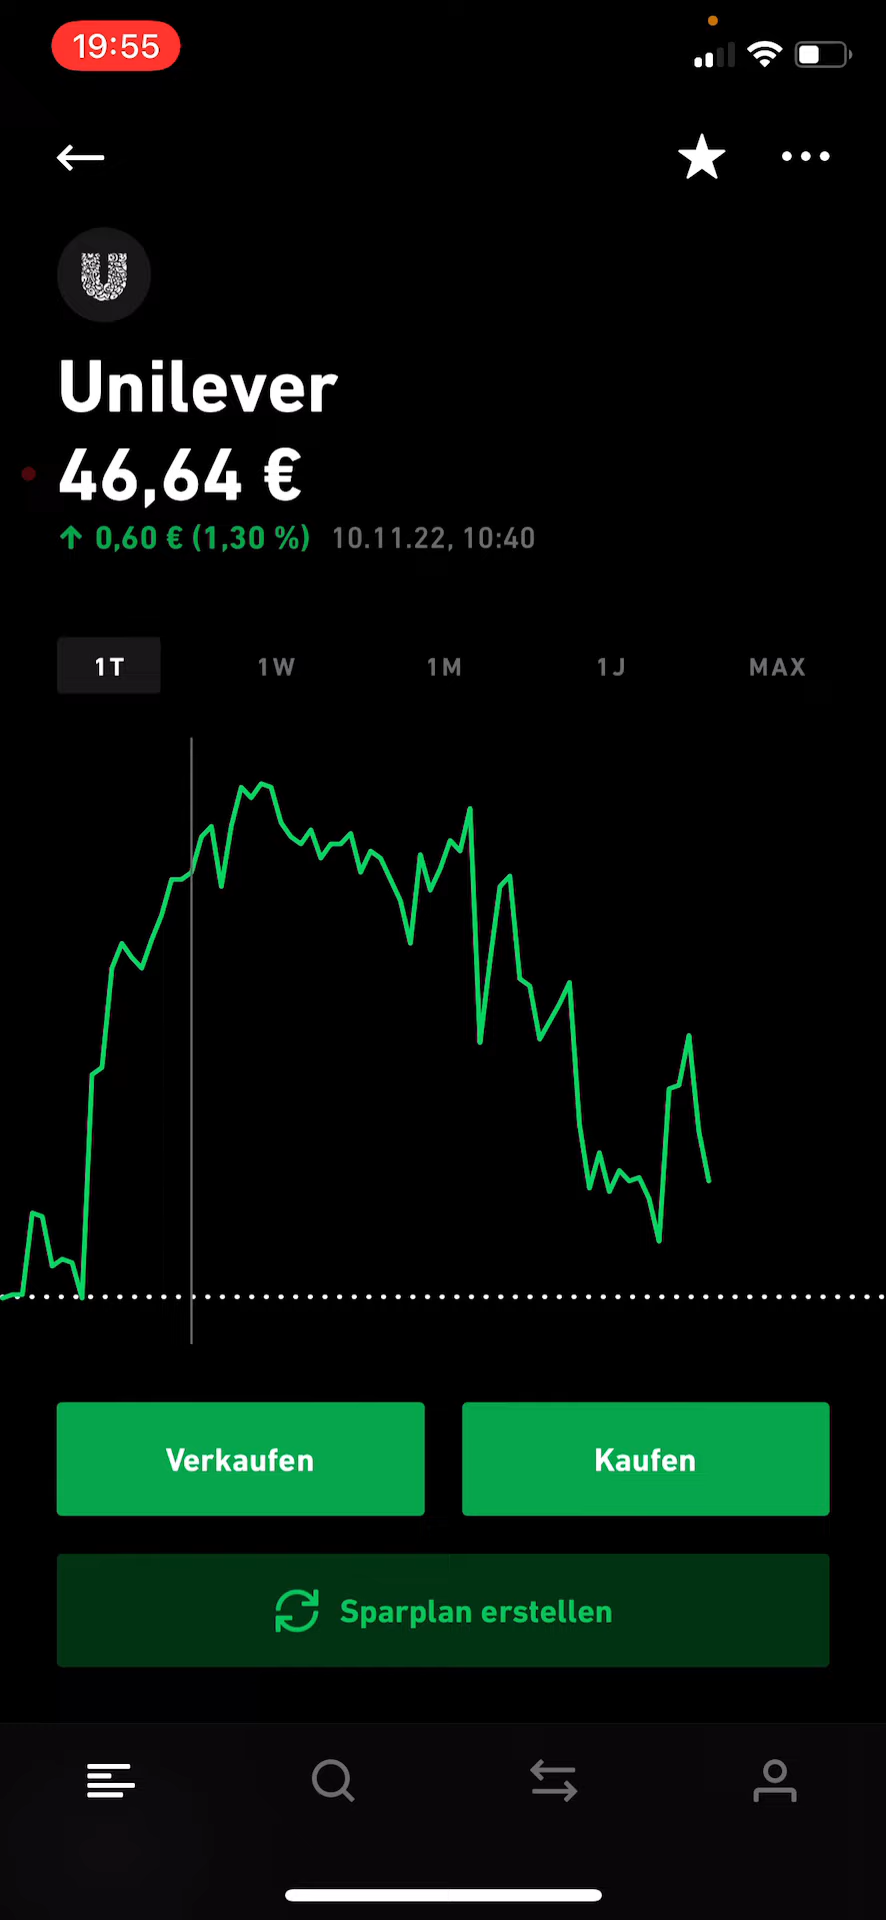 19:55
U
Unilever
46,64 €
↑ 0,60 € (1,30 %) 10.11.22, 10:40
1T 1W 1M 1J MAX
Verkaufen Kaufen
Sparplan erstellen